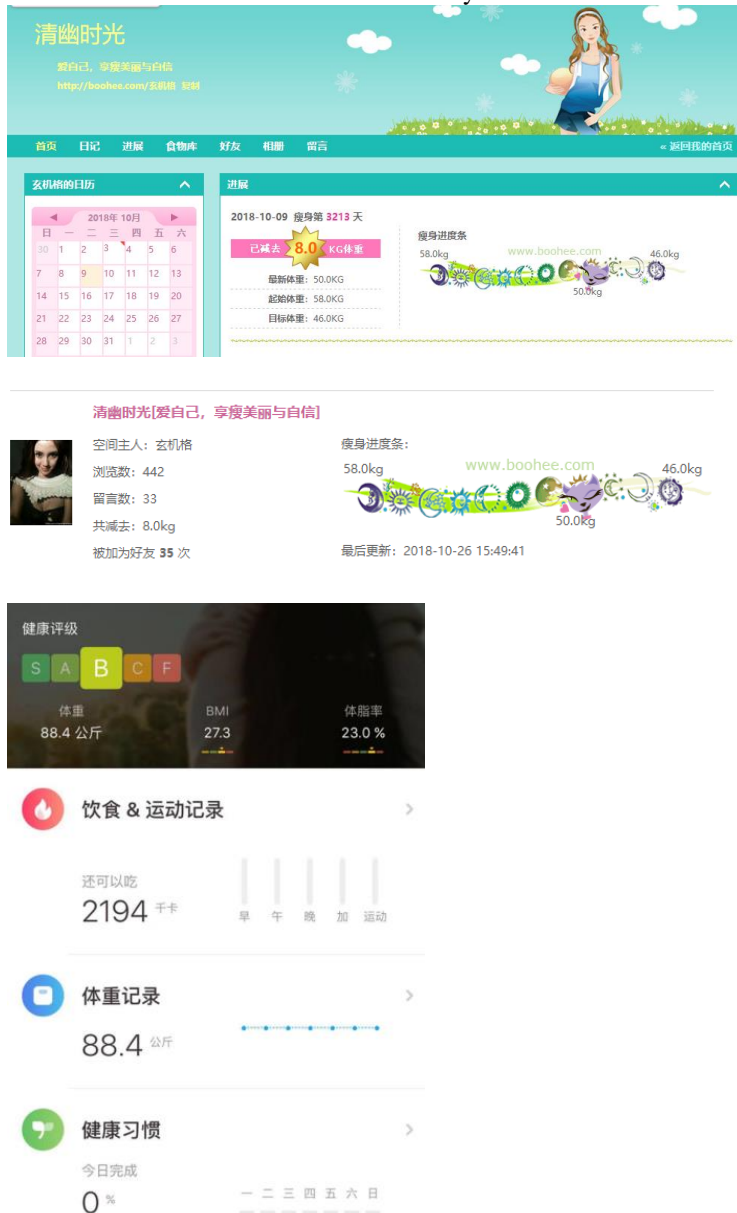 清幽时光
爱自己，享瘦美丽与自信
http://boohee.com/玄机格 复制
首页 日记 进展 食物库 好友 相册 留言 « 返回我的首页
玄机格的日历
2018年 10月
日 一 二 三 四 五 六
30 1 2 3 4 5 6
7 8 9 10 11 12 13
14 15 16 17 18 19 20
21 22 23 24 25 26 27
28 29 30 31 1 2 3
进展
2018-10-09 瘦身第 3213 天
已减去 8.0 KG体重
最新体重：50.0KG
起始体重：58.0KG
目标体重：46.0KG
瘦身进度条
58.0kg www.boohee.com 46.0kg
50.0kg
清幽时光[爱自己，享瘦美丽与自信]
空间主人：玄机格
浏览数：442
留言数：33
共减去：8.0kg
被加为好友 35 次
瘦身进度条：
58.0kg www.boohee.com 46.0kg
50.0kg
最后更新：2018-10-26 15:49:41
健康评级
S A B C F
体重 BMI 体脂率
88.4 公斤 27.3 23.0 %
饮食 & 运动记录
还可以吃
2194 千卡
早 午 晚 加 运动
体重记录
88.4 公斤
健康习惯
今日完成
0 %
一 二 三 四 五 六 日